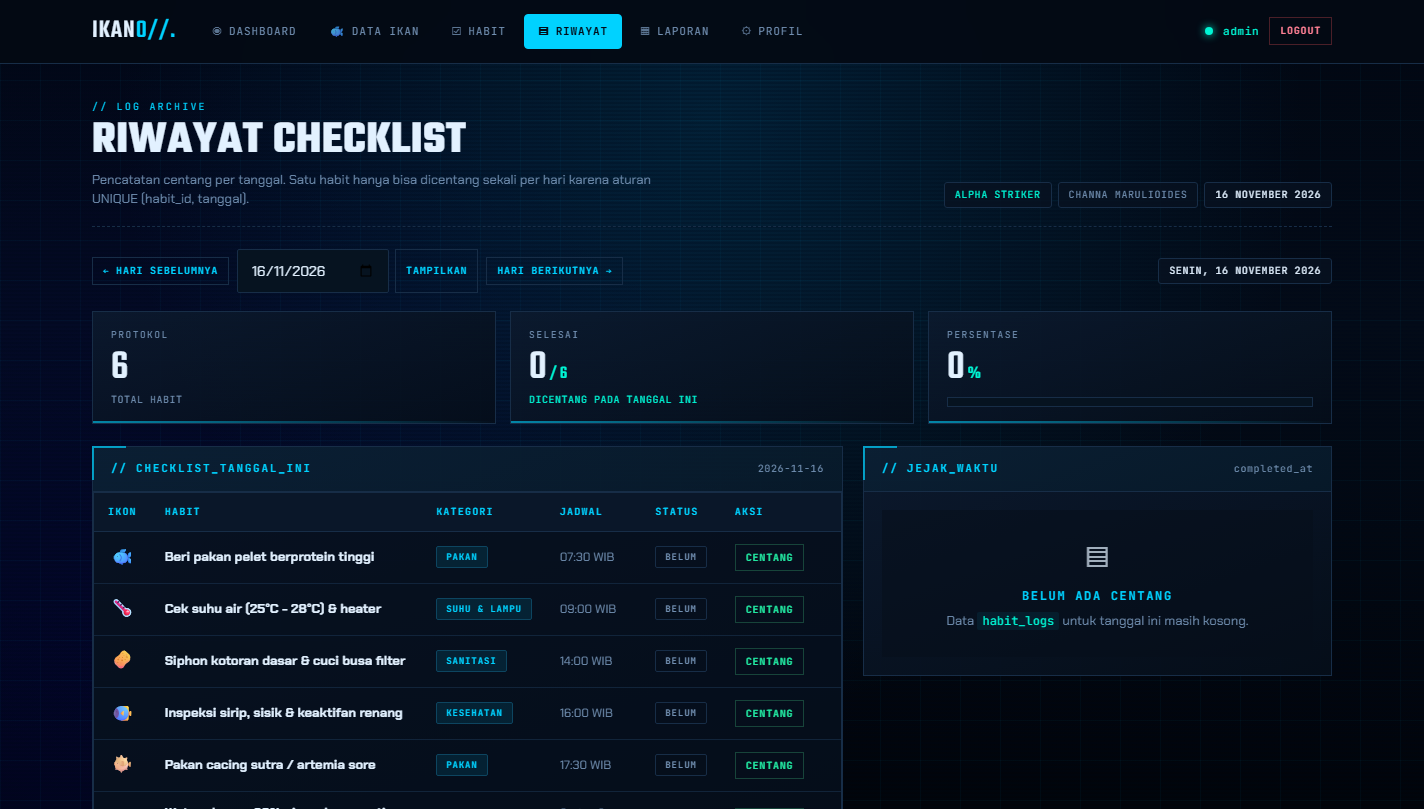 IKANO//.
DASHBOARD
DATA IKAN
HABIT
RIWAYAT
LAPORAN
PROFIL
admin
LOGOUT
// LOG ARCHIVE
RIWAYAT CHECKLIST
Pencatatan centang per tanggal. Satu habit hanya bisa dicentang sekali per hari karena aturan
UNIQUE (habit_id, tanggal).
ALPHA STRIKER
CHANNA MARULIOIDES
16 NOVEMBER 2026
← HARI SEBELUMNYA
16/11/2026
TAMPILKAN
HARI BERIKUTNYA →
SENIN, 16 NOVEMBER 2026
PROTOKOL
6
TOTAL HABIT
SELESAI
0/6
DICENTANG PADA TANGGAL INI
PERSENTASE
0%
// CHECKLIST_TANGGAL_INI
2026-11-16
IKON HABIT KATEGORI JADWAL STATUS AKSI
Beri pakan pelet berprotein tinggi PAKAN 07:30 WIB BELUM CENTANG
Cek suhu air (25°C - 28°C) & heater SUHU & LAMPU 09:00 WIB BELUM CENTANG
Siphon kotoran dasar & cuci busa filter SANITASI 14:00 WIB BELUM CENTANG
Inspeksi sirip, sisik & keaktifan renang KESEHATAN 16:00 WIB BELUM CENTANG
Pakan cacing sutra / artemia sore PAKAN 17:30 WIB BELUM CENTANG
// JEJAK_WAKTU
completed_at
BELUM ADA CENTANG
Data habit_logs untuk tanggal ini masih kosong.